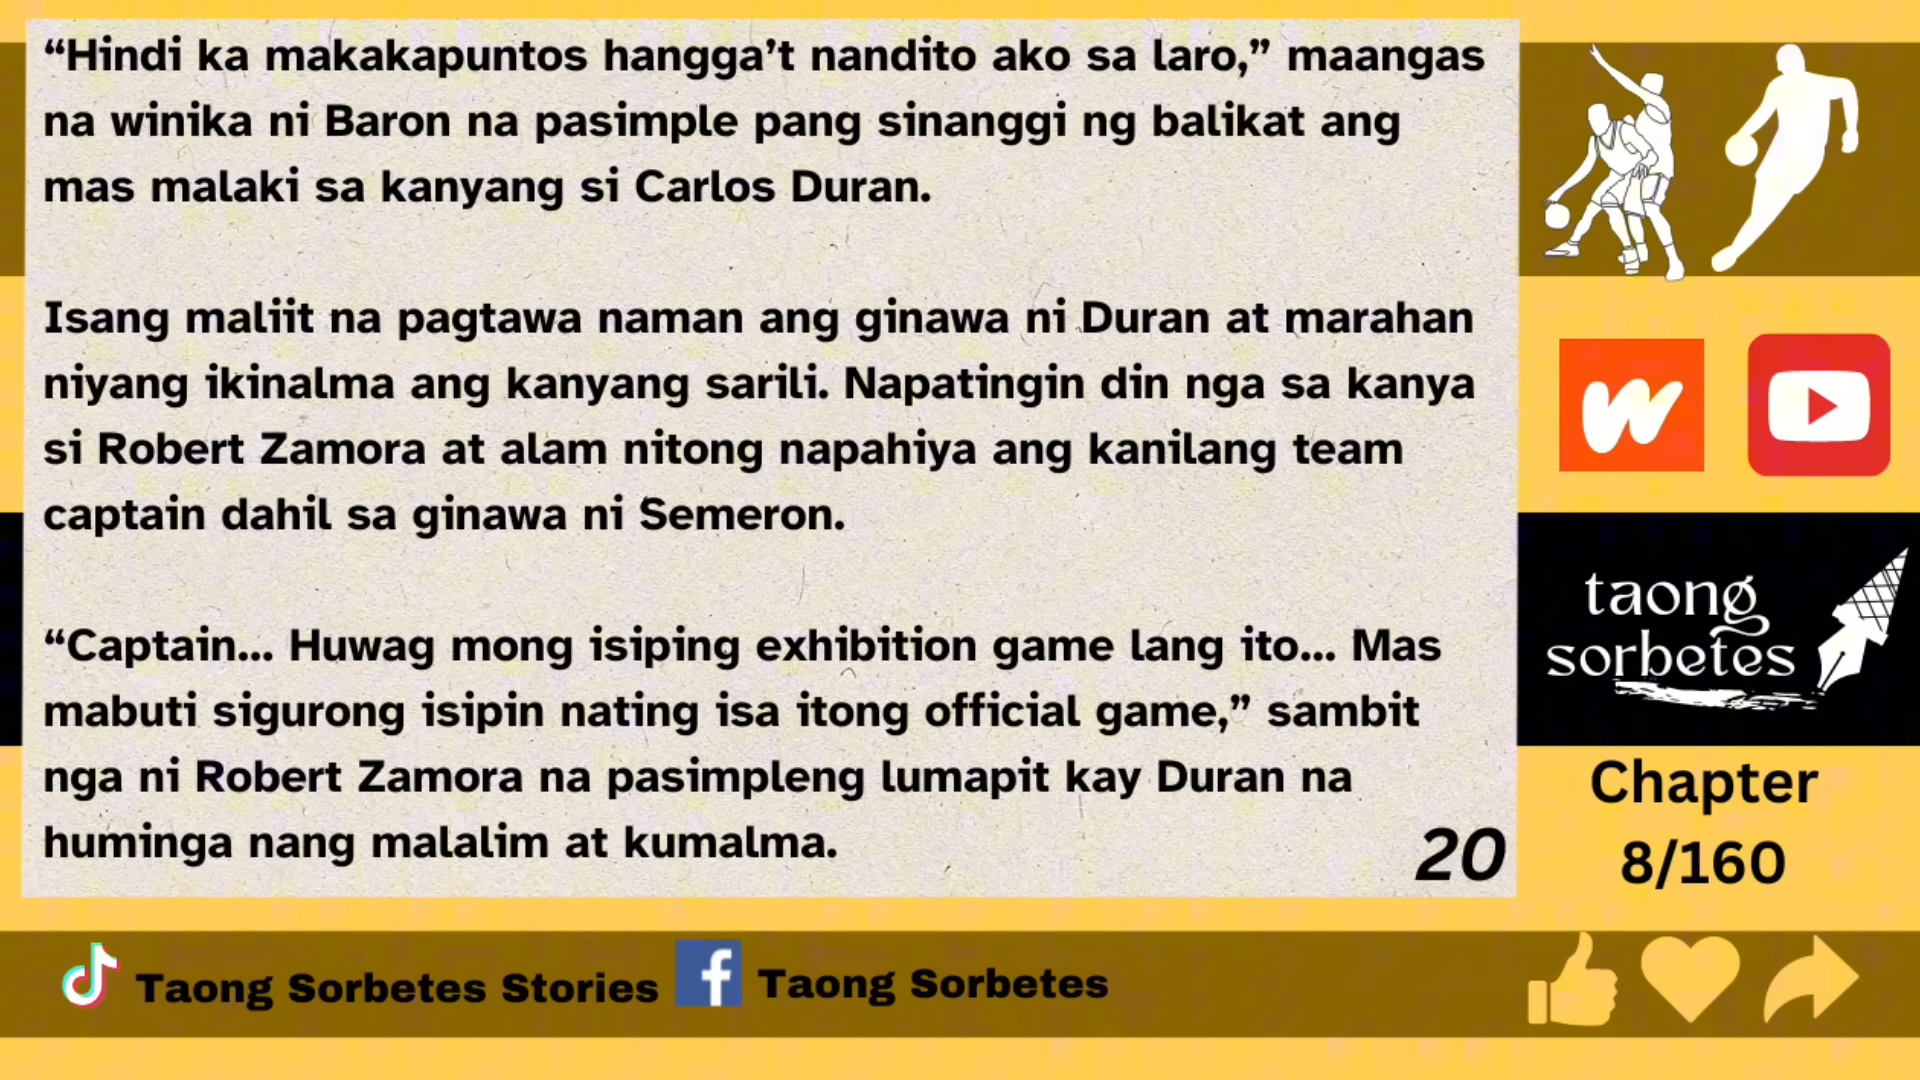 “Hindi ka makakapuntos hangga’t nandito ako sa laro,” maangas
na winika ni Baron na pasimple pang sinanggi ng balikat ang
mas malaki sa kanyang si Carlos Duran.
Isang maliit na pagtawa naman ang ginawa ni Duran at marahan
niyang ikinalma ang kanyang sarili. Napatingin din nga sa kanya
si Robert Zamora at alam nitong napahiya ang kanilang team
captain dahil sa ginawa ni Semeron.
“Captain... Huwag mong isiping exhibition game lang ito... Mas
mabuti sigurong isipin nating isa itong official game,” sambit
nga ni Robert Zamora na pasimpleng lumapit kay Duran na
huminga nang malalim at kumalma.
20
taong
sorbetes
Chapter
8/160
Taong Sorbetes Stories
Taong Sorbetes